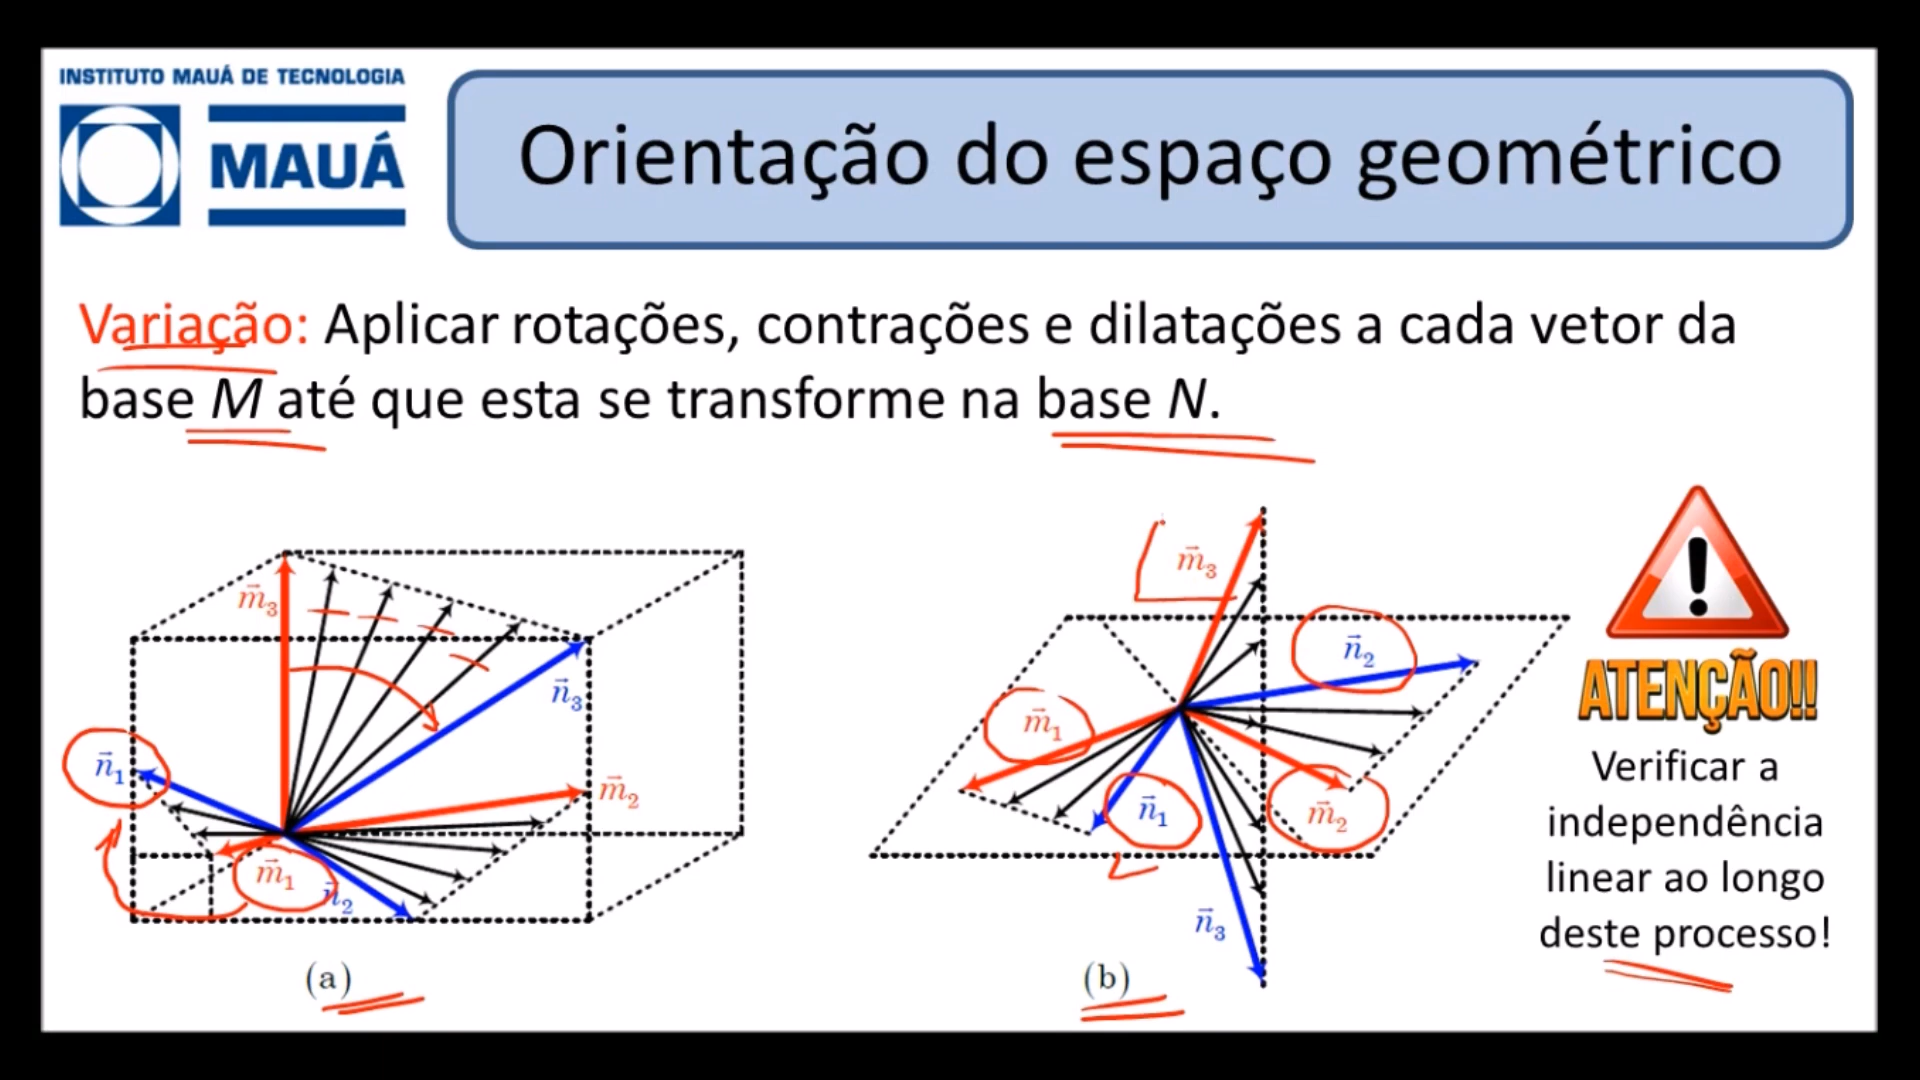 INSTITUTO MAUÁ DE TECNOLOGIA
MAUÁ
Orientação do espaço geométrico
Variação: Aplicar rotações, contrações e dilatações a cada vetor da
base M até que esta se transforme na base N.
m⃗₃
n⃗₃
n⃗₁
m⃗₂
m⃗₁
n⃗₂
(a)
m⃗₃
n⃗₂
m⃗₁
n⃗₁
m⃗₂
n⃗₃
(b)
ATENÇÃO!!
Verificar a
independência
linear ao longo
deste processo!